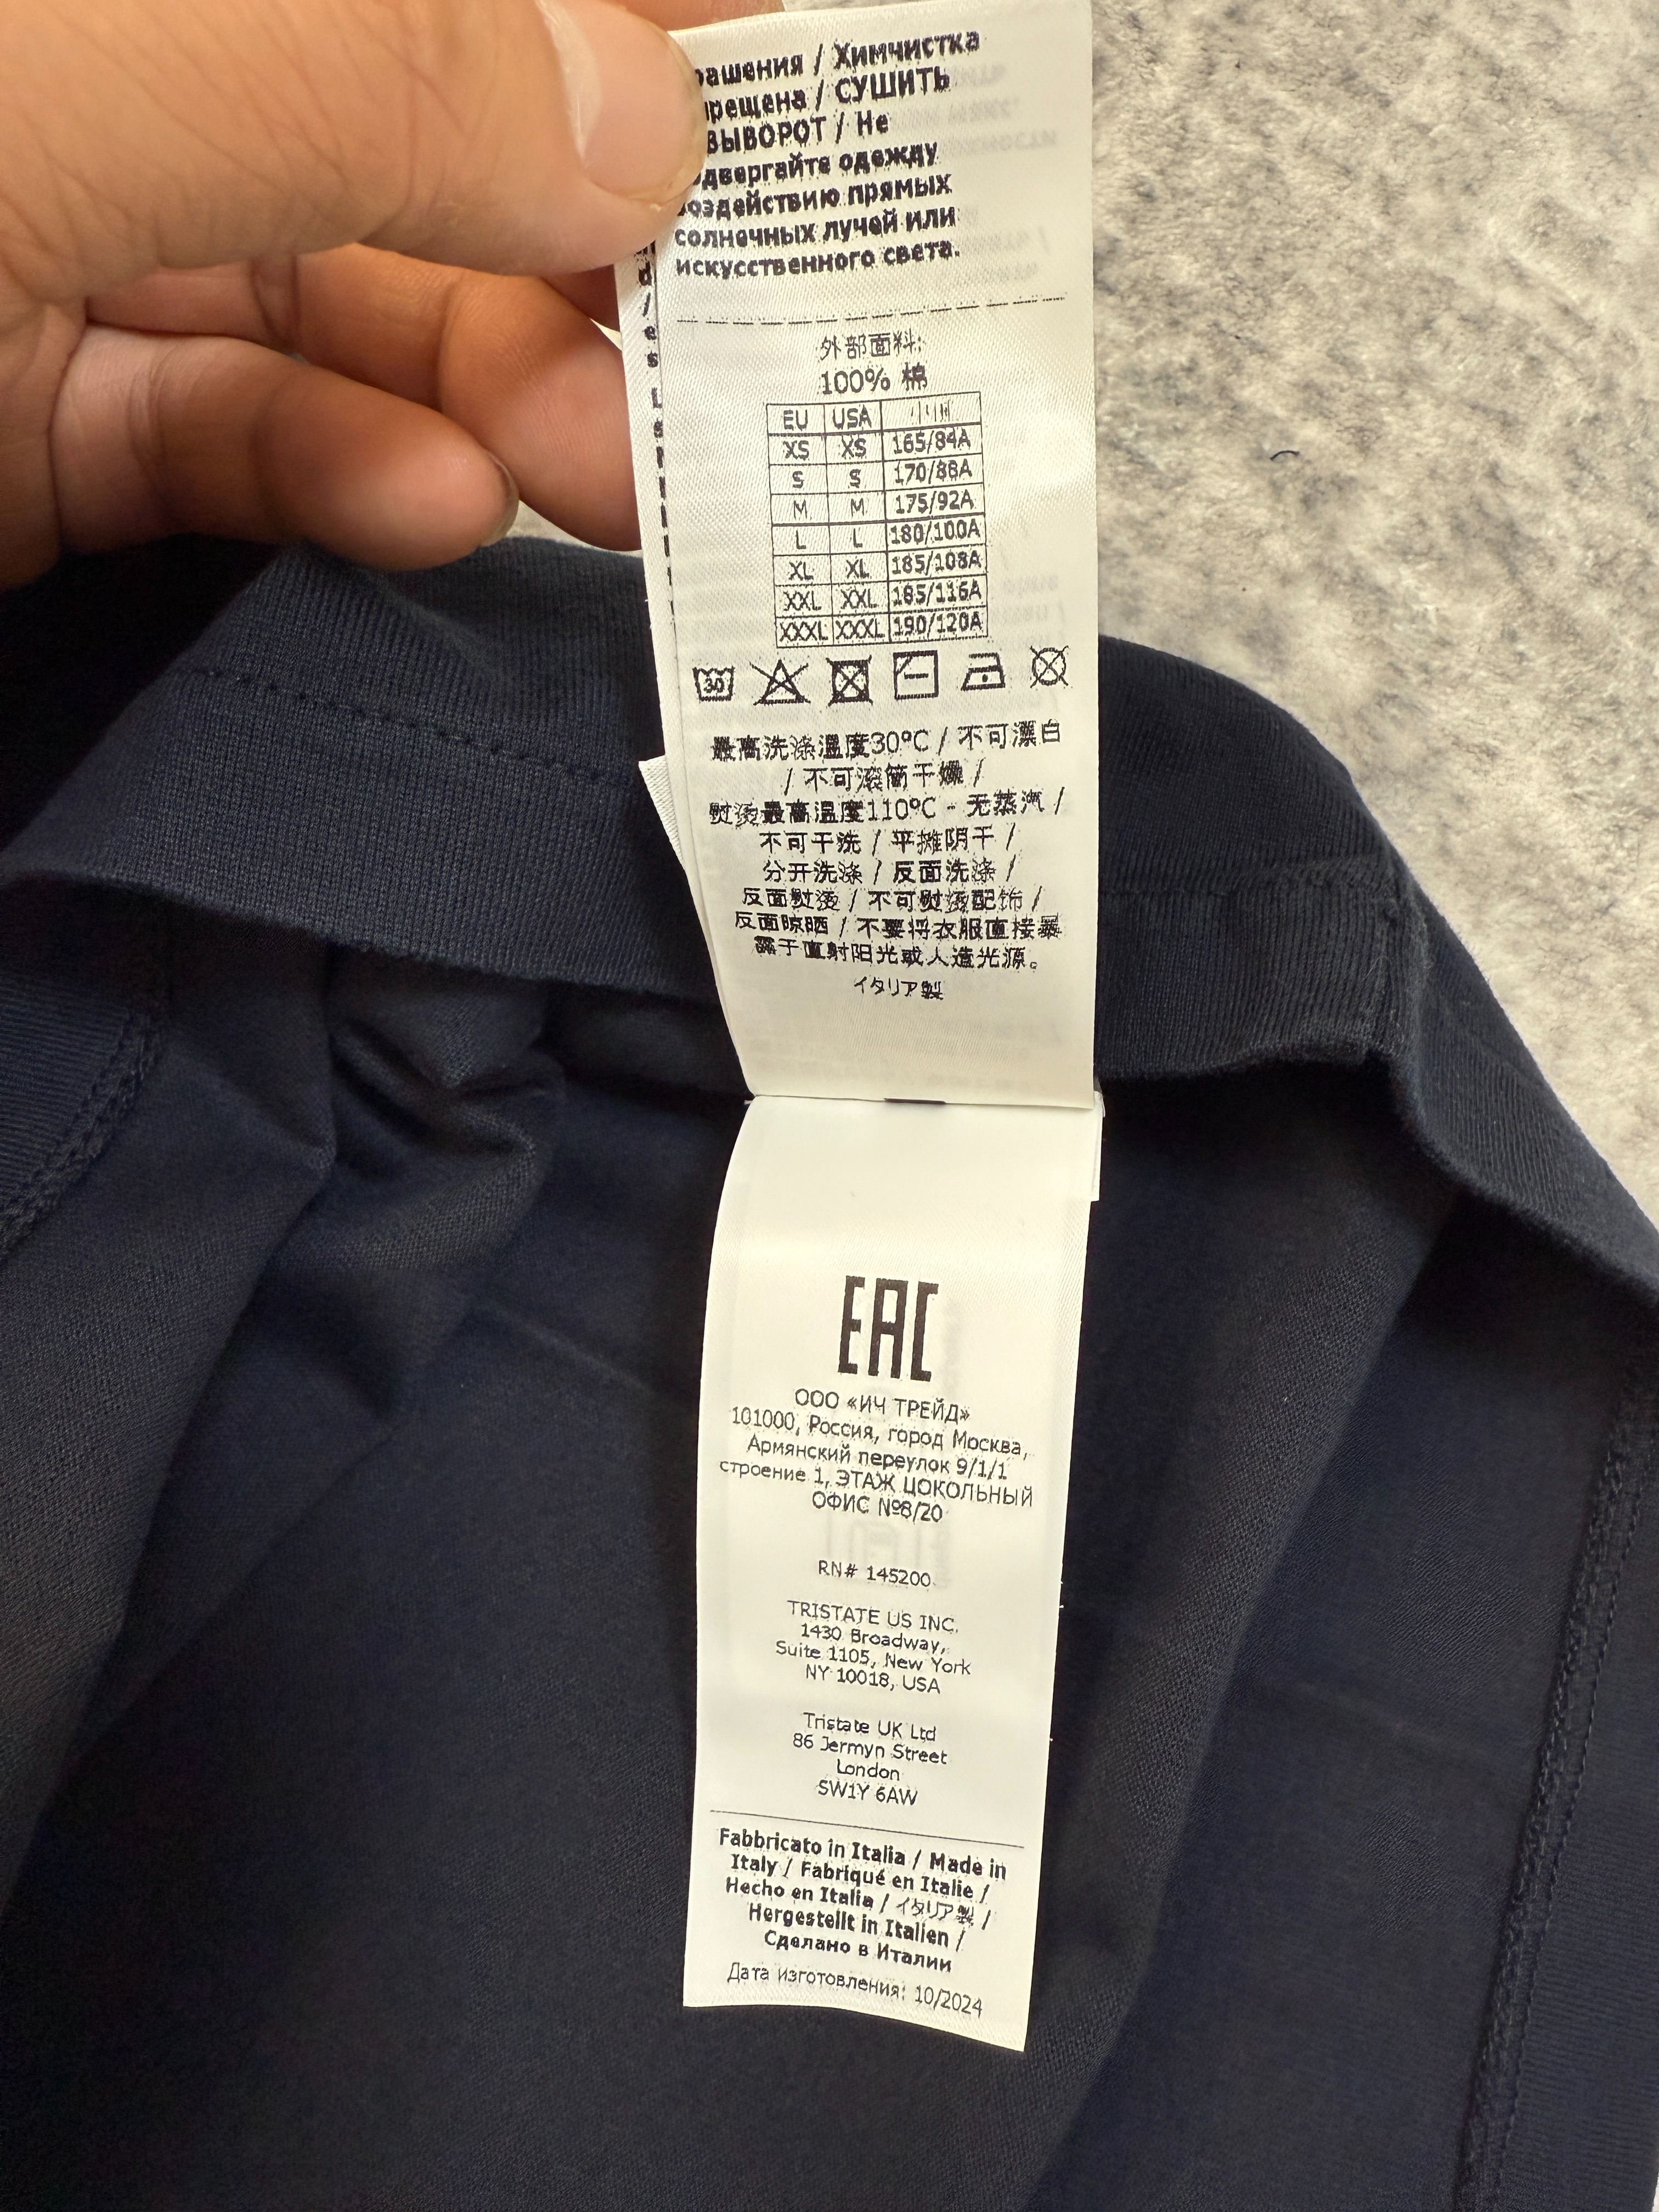 / Химчистка
/ СУШИТЬ
/ Не
одежду
воздействию прямых
солнечных лучей или
искусственного света.
外部面料:
100% 棉
EU USA
XS XS 165/84A
S S 170/88A
M M 175/92A
L L 180/100A
XL XL 185/108A
XXL XXL 185/116A
XXXL XXXL 190/120A
30
最高洗涤温度30°C / 不可漂白
/ 不可滚筒干燥 /
熨烫最高温度110°C - 无蒸汽 /
不可干洗 / 平摊阴干 /
分开洗涤 / 反面洗涤 /
反面熨烫 / 不可熨烫配饰 /
反面晾晒 / 不要将衣服直接暴
露于直射阳光或人造光源。
イタリア製
EAC
ООО «ИЧ ТРЕЙД»
101000, Россия, город Москва,
Армянский переулок 9/1/1
строение 1, ЭТАЖ ЦОКОЛЬНЫЙ
ОФИС №8/20
RN# 145200
TRISTATE US INC.
1430 Broadway,
Suite 1105, New York
NY 10018, USA
Tristate UK Ltd
86 Jermyn Street
London
SW1Y 6AW
Fabbricato in Italia / Made in
Italy / Fabriqué en Italie /
Hecho en Italia / イタリア製 /
Hergestellt in Italien /
Сделано в Италии
Дата изготовления: 10/2024